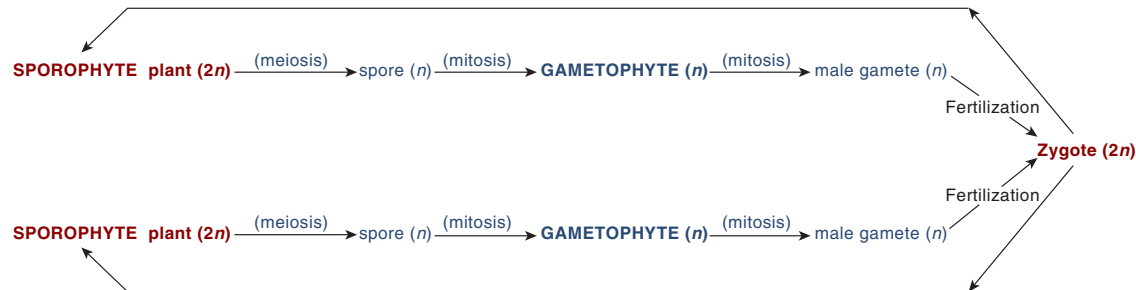 SPOROPHYTE plant (2n) (meiosis) spore (n) (mitosis) GAMETOPHYTE (n) (mitosis) male gamete (n)
Fertilization
Zygote (2n)
Fertilization
SPOROPHYTE plant (2n) (meiosis) spore (n) (mitosis) GAMETOPHYTE (n) (mitosis) male gamete (n)